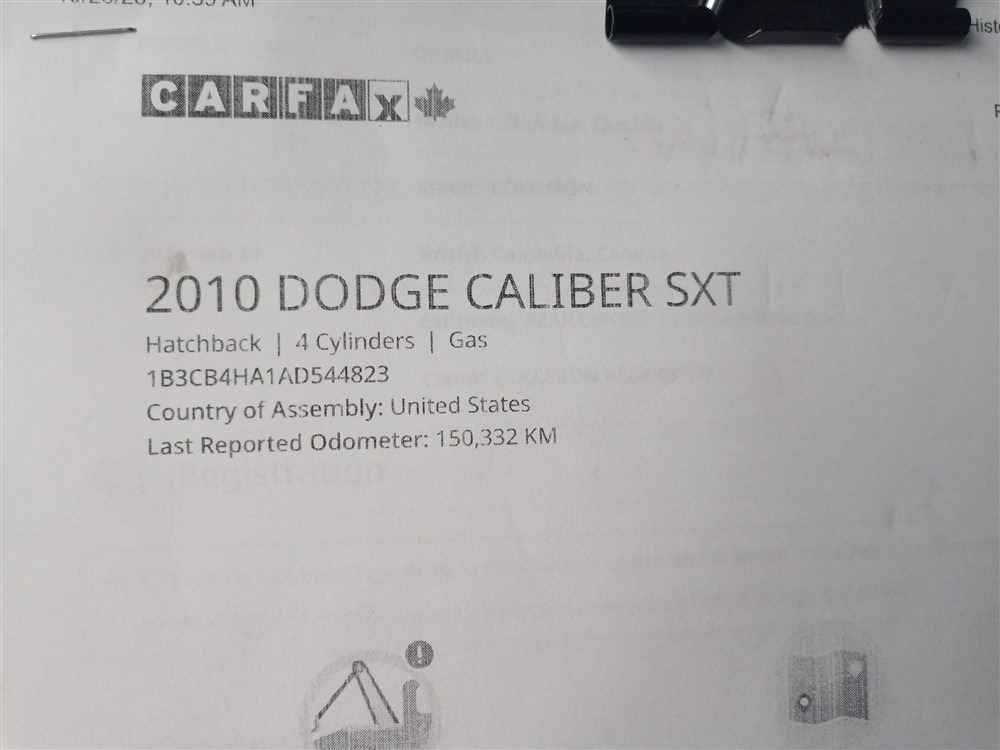 CARFAX
2010 DODGE CALIBER SXT
Hatchback | 4 Cylinders | Gas
1B3CB4HA1AD544823
Country of Assembly: United States
Last Reported Odometer: 150,332 KM
Registration